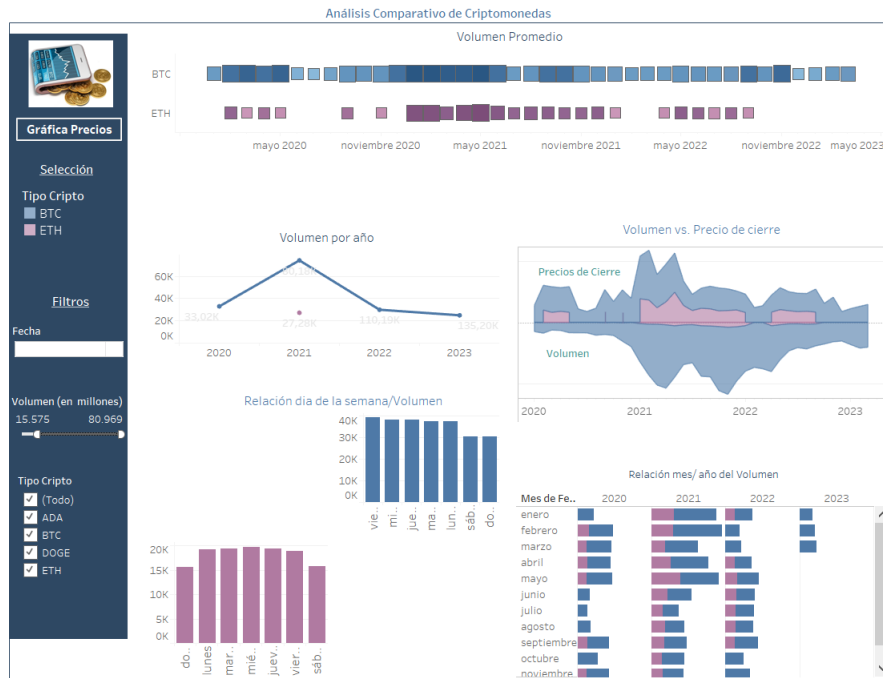 Análisis Comparativo de Criptomonedas
Gráfica Precios
Selección
Tipo Cripto
BTC
ETH
Filtros
Fecha
Volumen (en millones)
15.575 80.969
Tipo Cripto
(Todo)
ADA
BTC
DOGE
ETH
Volumen Promedio
BTC
ETH
mayo 2020 noviembre 2020 mayo 2021 noviembre 2021 mayo 2022 noviembre 2022 mayo 2023
Volumen por año
60K
40K
20K
0K
33,02K
27,28K
110,19K
135,20K
2020 2021 2022 2023
Volumen vs. Precio de cierre
Precios de Cierre
Volumen
2020 2021 2022 2023
Relación dia de la semana/Volumen
40K
30K
20K
10K
0K
vie.. mi.. jue.. ma.. lun.. sáb.. do..
20K
15K
10K
5K
0K
do.. lunes mar.. mié.. juev.. vier.. sáb..
Relación mes/ año del Volumen
Mes de Fe.. 2020 2021 2022 2023
enero
febrero
marzo
abril
mayo
junio
julio
agosto
septiembre
octubre
noviembre